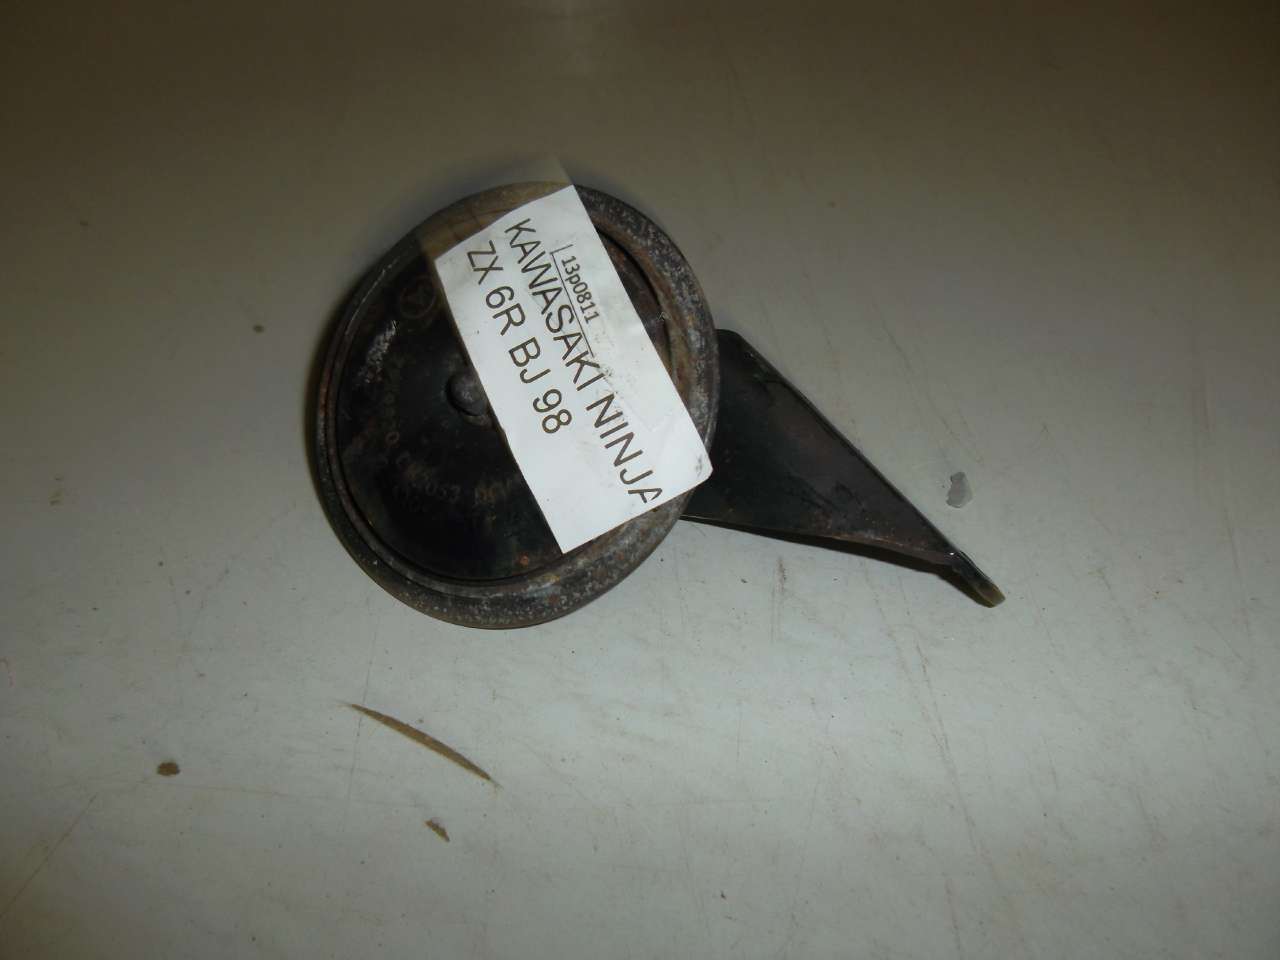 13p0811
KAWASAKI NINJA
ZX 6R BJ 98